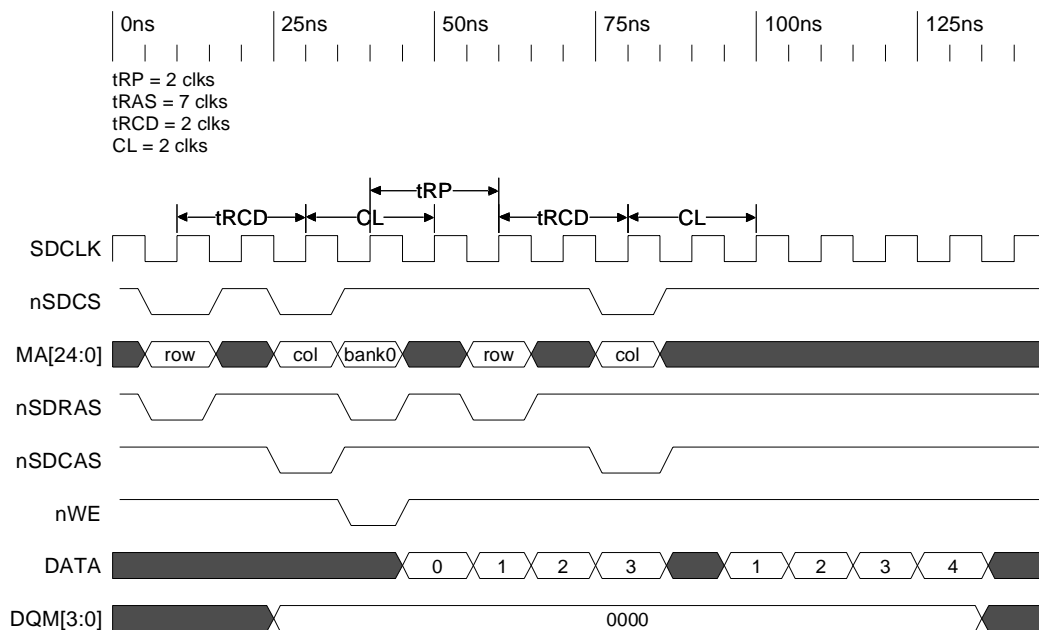 0ns 25ns 50ns 75ns 100ns 125ns
tRP = 2 clks
tRAS = 7 clks
tRCD = 2 clks
CL = 2 clks
tRP
tRCD CL tRCD CL
SDCLK
nSDCS
MA[24:0] row col bank0 row col
nSDRAS
nSDCAS
nWE
DATA 0 1 2 3 1 2 3 4
DQM[3:0] 0000